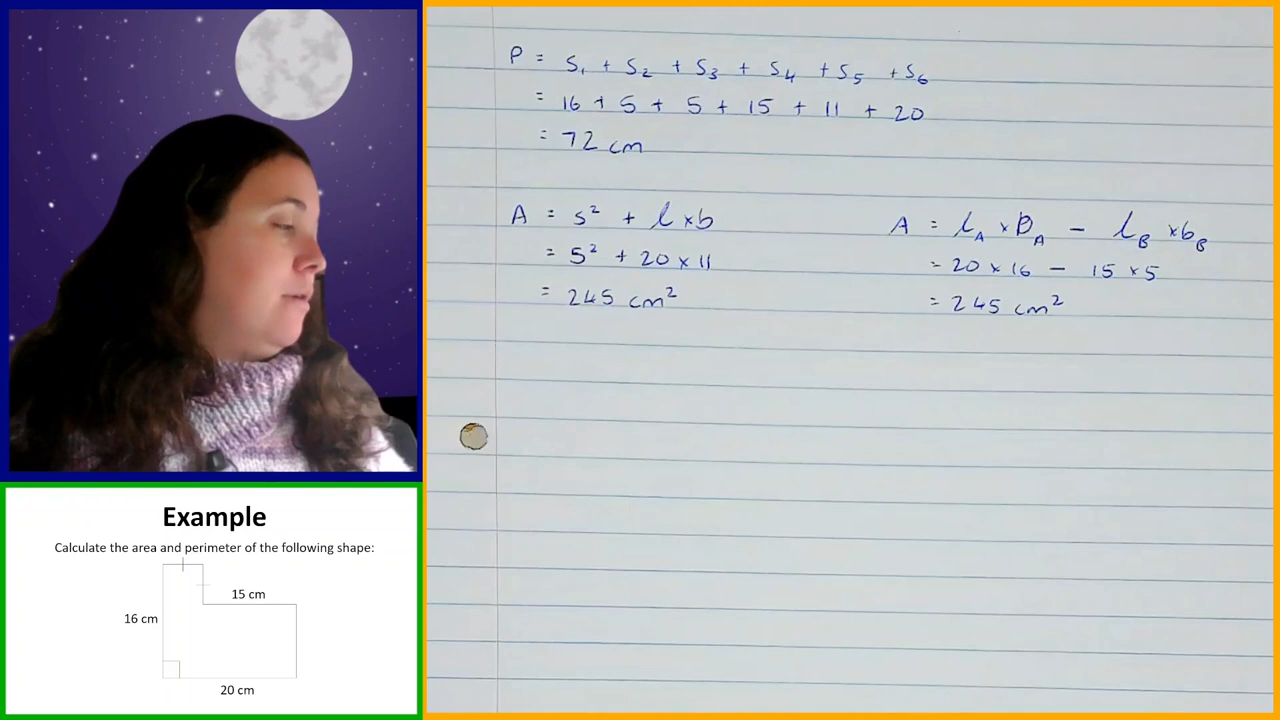 P = S₁ + S₂ + S₃ + S₄ + S₅ + S₆
= 16 + 5 + 5 + 15 + 11 + 20
= 72 cm
A = s² + l × b
= 5² + 20 × 11
= 245 cm²
A = L_A × B_A − L_B × b_B
= 20 × 16 − 15 × 5
= 245 cm²
Example
Calculate the area and perimeter of the following shape:
15 cm
16 cm
20 cm